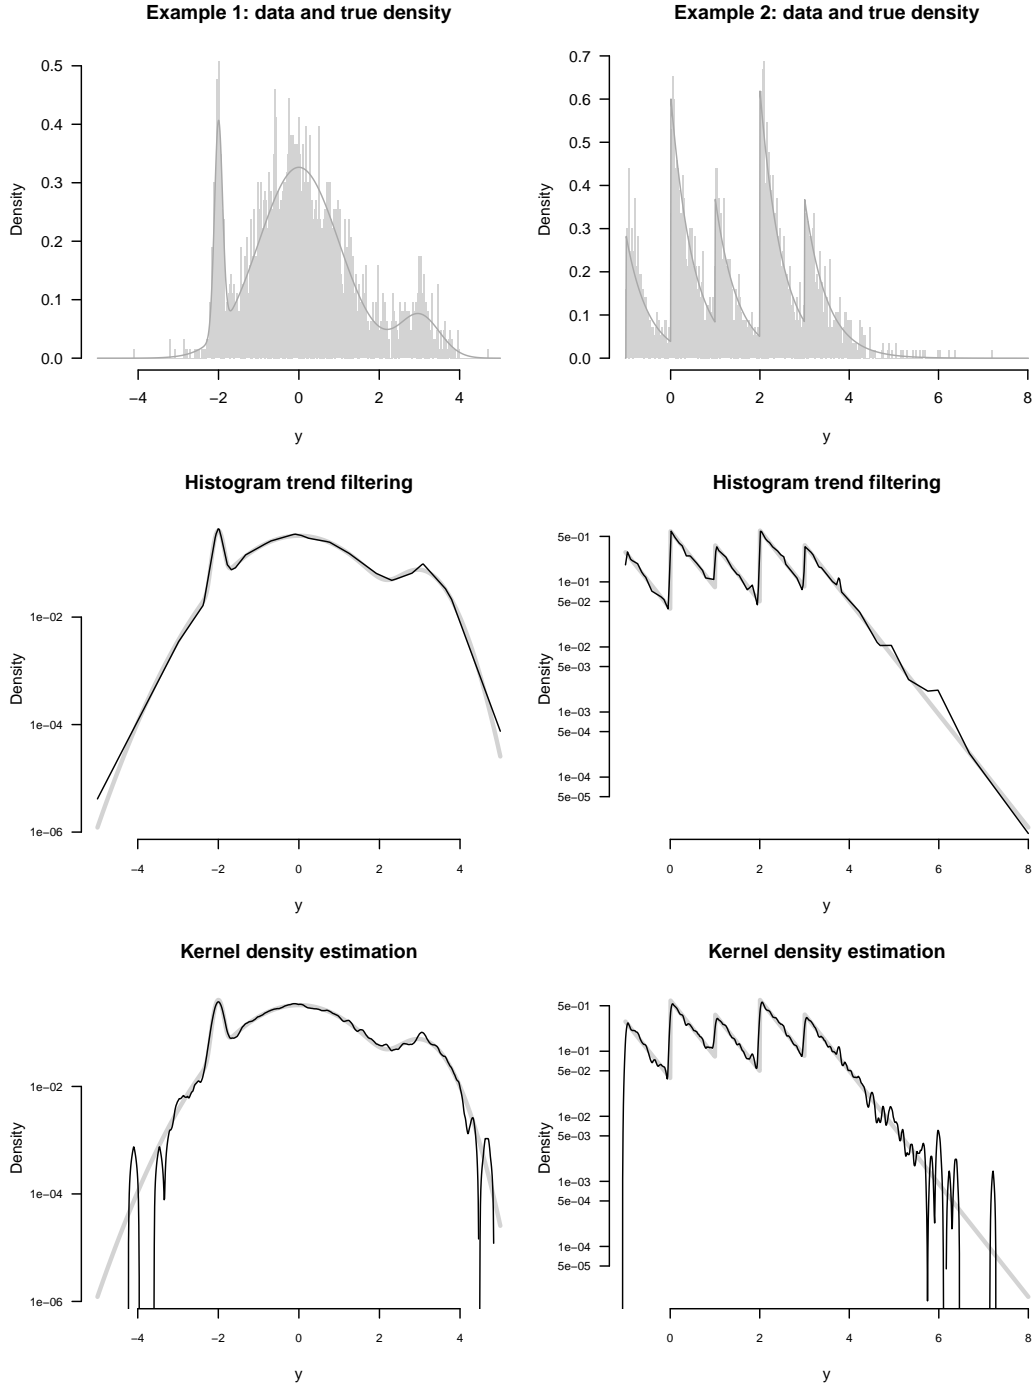 Example 1: data and true density
Density
0.5
0.4
0.3
0.2
0.1
0.0
−4 −2 0 2 4
y
Example 2: data and true density
Density
0.7
0.6
0.5
0.4
0.3
0.2
0.1
0.0
0 2 4 6 8
y
Histogram trend filtering
Density
1e−02
1e−04
1e−06
−4 −2 0 2 4
y
Histogram trend filtering
Density
5e−01
1e−01
5e−02
1e−02
5e−03
1e−03
5e−04
1e−04
5e−05
0 2 4 6 8
y
Kernel density estimation
Density
1e−02
1e−04
1e−06
−4 −2 0 2 4
y
Kernel density estimation
Density
5e−01
1e−01
5e−02
1e−02
5e−03
1e−03
5e−04
1e−04
5e−05
0 2 4 6 8
y